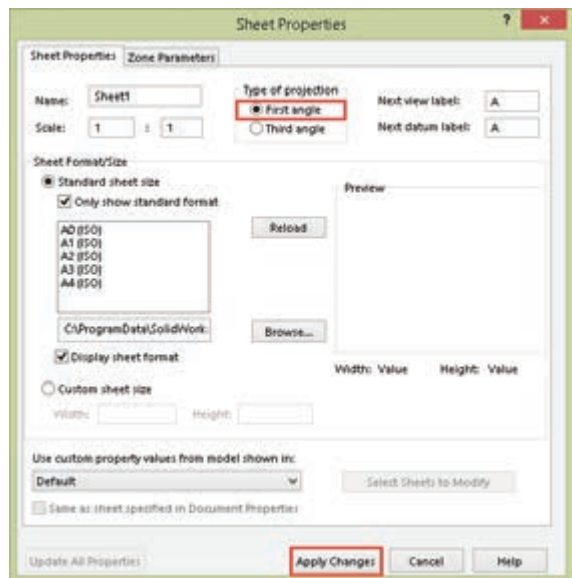 Sheet Properties
?
×
Sheet Properties
Zone Parameters
Name:
Sheet1
Scale:
1
:
1
Type of projection
First angle
Third angle
Next view label:
A
Next datum label:
A
Sheet Format/Size
Standard sheet size
Only show standard format
A0 (ISO)
A1 (ISO)
A2 (ISO)
A3 (ISO)
A4 (ISO)
Reload
C:\ProgramData\SolidWork:
Browse...
Display sheet format
Custom sheet size
Width:
Height:
Preview
Width: Value
Height: Value
Use custom property values from model shown in:
Default
Select Sheets to Modify
Same as sheet specified in Document Properties
Update All Properties
Apply Changes
Cancel
Help